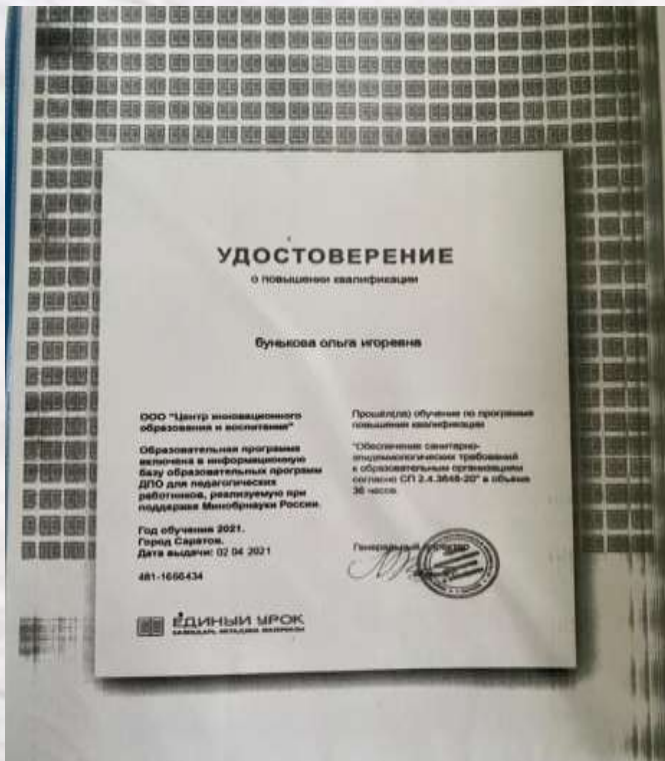 УДОСТОВЕРЕНИЕ
о повышении квалификации
бунькова ольга игоревна
ООО "Центр инновационного
образования и воспитания"
Образовательная программа
включена в информационную
базу образовательных программ
ДПО для педагогических
работников, реализуемую при
поддержке Минобрнауки России
Год обучения 2021.
Город Саратов.
Дата выдачи: 02 04 2021
481-1666434
Прошёл(ла) обучение по программе
повышения квалификации
"Обеспечение санитарно-
эпидемиологических требований
к образовательным организациям
согласно СП 2.4.3648-20" в объёме
36 часов
Генеральный директор
ЕДИНЫЙ УРОК